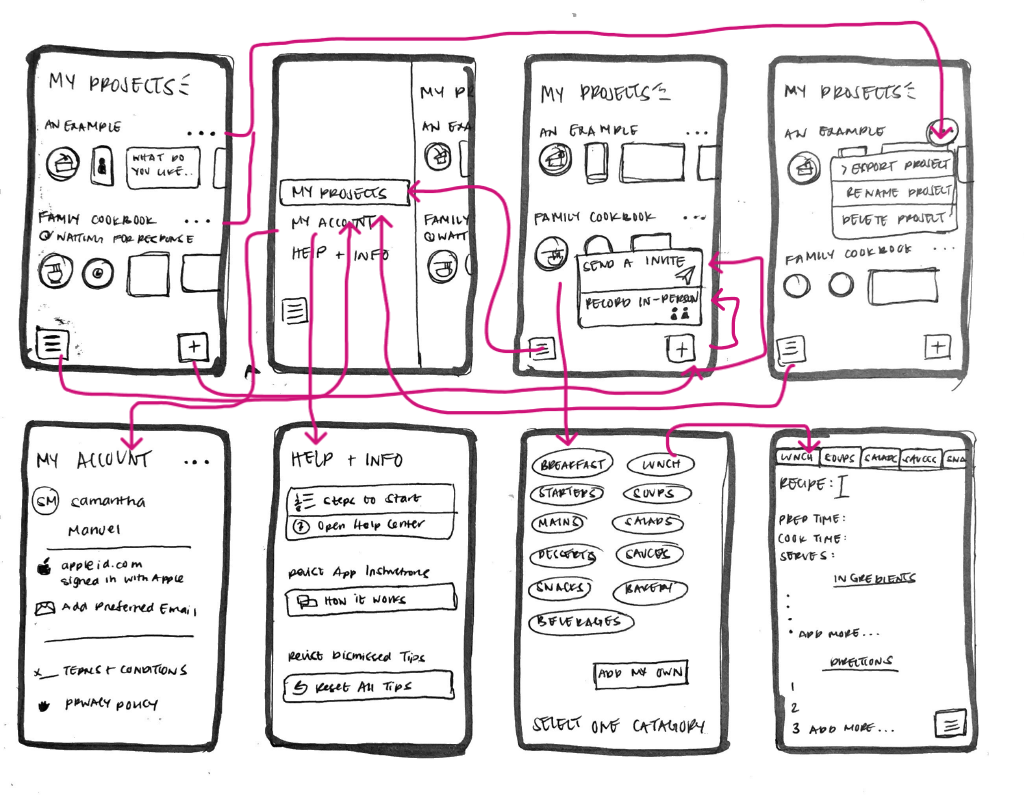 MY PROJECTS
AN EXAMPLE
...
WHAT DO
YOU LIKE...
FAMILY COOKBOOK ...
WAITING FOR RESPONSE
+
MY PR
AN EXA
MY PROJECTS
MY ACCOUNT
HELP + INFO
FAMILY
WAIT
MY PROJECTS
AN EXAMPLE ...
FAMILY COOKBOOK ...
SEND A INVITE
RECORD IN-PERSON
+
MY PROJECTS
AN EXAMPLE
> EXPORT PROJECT
RENAME PROJECT
DELETE PROJECT
FAMILY COOKBOOK ...
+
MY ACCOUNT ...
SM samantha
Manuel
appleid.com
signed in with Apple
Add Preferred Email
x__ TERMS + CONDITIONS
PRIVACY POLICY
HELP + INFO
Steps to Start
? Open Help Center
Revisit App Instructions
How it works
Revisit Dismissed Tips
Reset All Tips
BREAKFAST LUNCH
STARTERS SOUPS
MAINS SALADS
DESSERTS SAUCES
SNACKS BAKERY
BEVERAGES
ADD MY OWN
SELECT ONE CATAGORY
LUNCH SOUPS SALADS SAUCES SNA
RECIPE:
PREP TIME:
COOK TIME:
SERVES:
INGREDIENTS
• ADD MORE...
DIRECTIONS
1
2
3 ADD MORE...